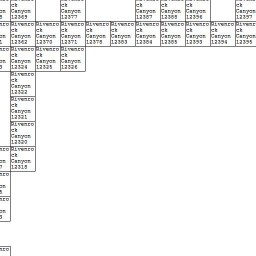 ck ck ck ck ck ck
Canyon Canyon Canyon Canyon Canyon Canyon
12369 12377 12387 12388 12396 12397
Rivenro Rivenro Rivenro Rivenro Rivenro Rivenro Rivenro Rivenro Rivenro Rivenro
ck ck ck ck ck ck ck ck ck ck
Canyon Canyon Canyon Canyon Canyon Canyon Canyon Canyon Canyon Canyon
12362 12370 12371 12378 12383 12384 12385 12393 12394 12395
Rivenro Rivenro Rivenro
ck ck ck
Canyon Canyon Canyon
12324 12325 12326
Rivenro
ck
Canyon
12322
Rivenro
ck
Canyon
12321
Rivenro
ck
Canyon
12320
Rivenro
ck
Canyon
12318